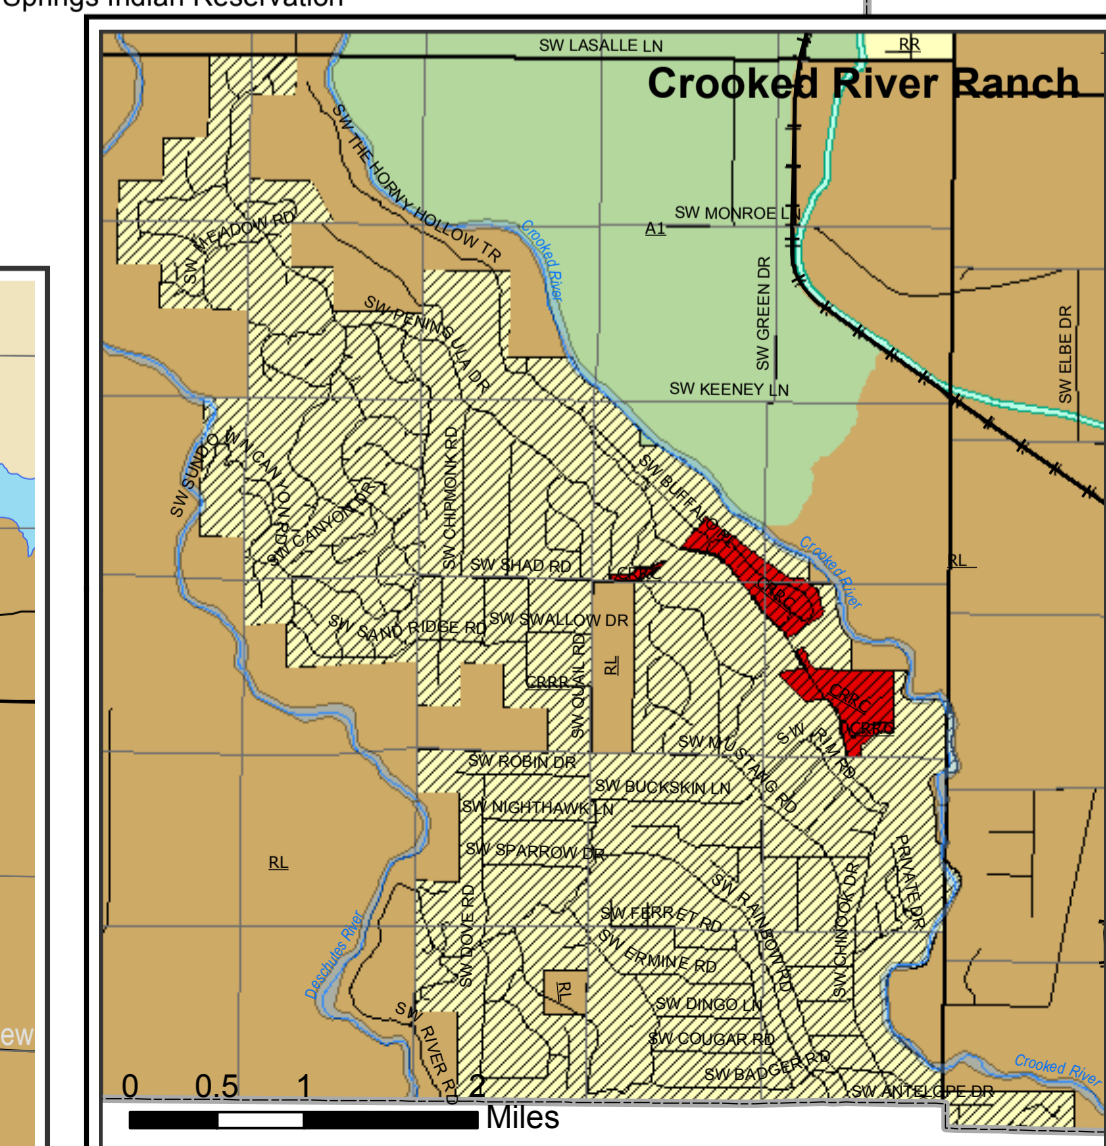 Springs Indian Reservation
SW LASALLE LN
RR
Crooked River Ranch
SW THE HORNY HOLLOW TR
SW MONROE LN
A1
SW MEADOW RD
Crooked River
SW GREEN DR
SW PENINSULA DR
SW ELBE DR
SW KEENEY LN
SW CHIPMONK RD
SW CANYON DR
SW BUFFALO
Crooked River
SW SHAD RD
CRRC
RL
CRRC
SW SWALLOW DR
SW SAND RIDGE RD
RL
SW QUAIL RD
CRRR
CRRC
CRRC
SW MUSTANG RD
SW RIM RD
SW ROBIN DR
SW BUCKSKIN LN
SW NIGHTHAWK LN
SW SPARROW DR
RL
PRIVATE DR
SW RAINBOW RD
SW CHINOOK DR
SW DOVE RD
SW FERRET RD
SW ERMINE RD
Deschutes River
RL
SW DINGO LN
SW RIVER RD
SW COUGAR RD
ew
SW BADGER RD
Crooked River
SW ANTELOPE DR
0 0.5 1 2
Miles